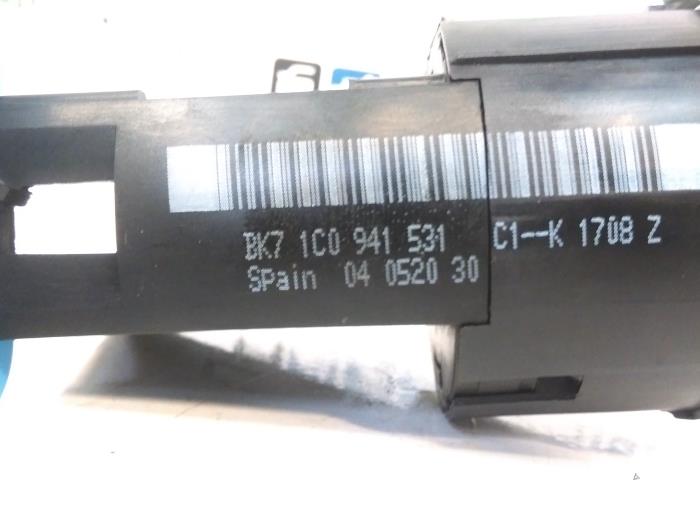 BK7 1C0 941 531 C1--K 1708 Z
Spain 04 0520 30